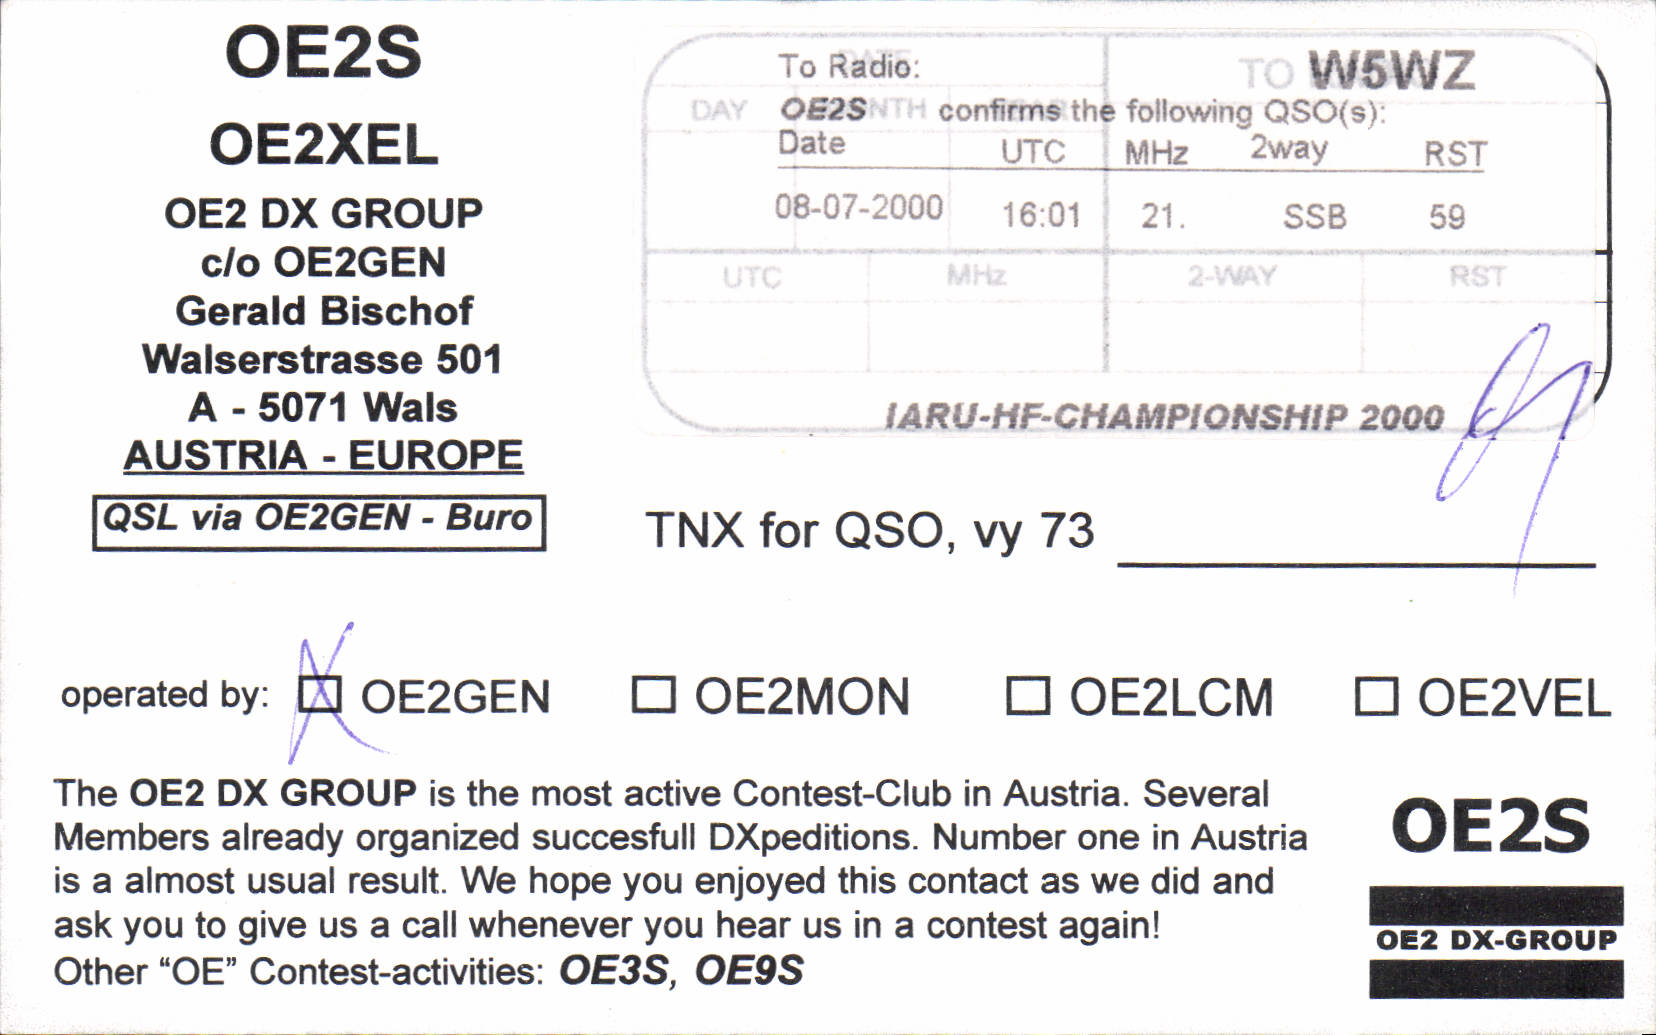 OE2S
OE2XEL
OE2 DX GROUP
c/o OE2GEN
Gerald Bischof
Walserstrasse 501
A - 5071 Wals
AUSTRIA - EUROPE
QSL via OE2GEN - Buro
DATE
To Radio:
TO W5WZ
DAY MONTH YEAR
OE2S confirms the following QSO(s):
Date UTC MHz 2way RST
08-07-2000 16:01 21. SSB 59
UTC MHz 2-WAY RST
IARU-HF-CHAMPIONSHIP 2000
TNX for QSO, vy 73
operated by: OE2GEN OE2MON OE2LCM OE2VEL
The OE2 DX GROUP is the most active Contest-Club in Austria. Several
Members already organized succesfull DXpeditions. Number one in Austria
is a almost usual result. We hope you enjoyed this contact as we did and
ask you to give us a call whenever you hear us in a contest again!
Other “OE” Contest-activities: OE3S, OE9S
OE2S
OE2 DX-GROUP